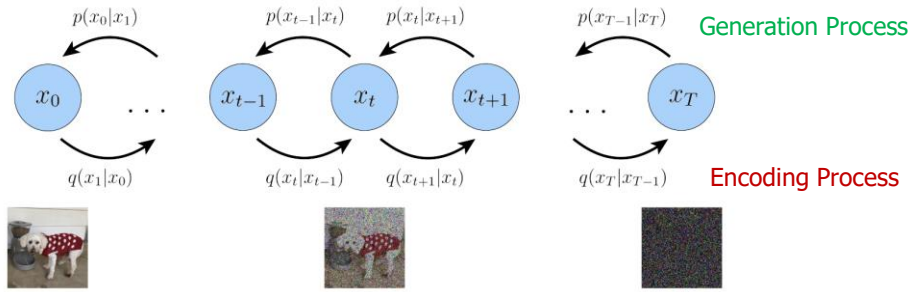 p(x_0|x_1) p(x_{t-1}|x_t) p(x_t|x_{t+1}) p(x_{T-1}|x_T) Generation Process
x_0 . . . x_{t-1} x_t x_{t+1} . . . x_T
q(x_1|x_0) q(x_t|x_{t-1}) q(x_{t+1}|x_t) q(x_T|x_{T-1}) Encoding Process